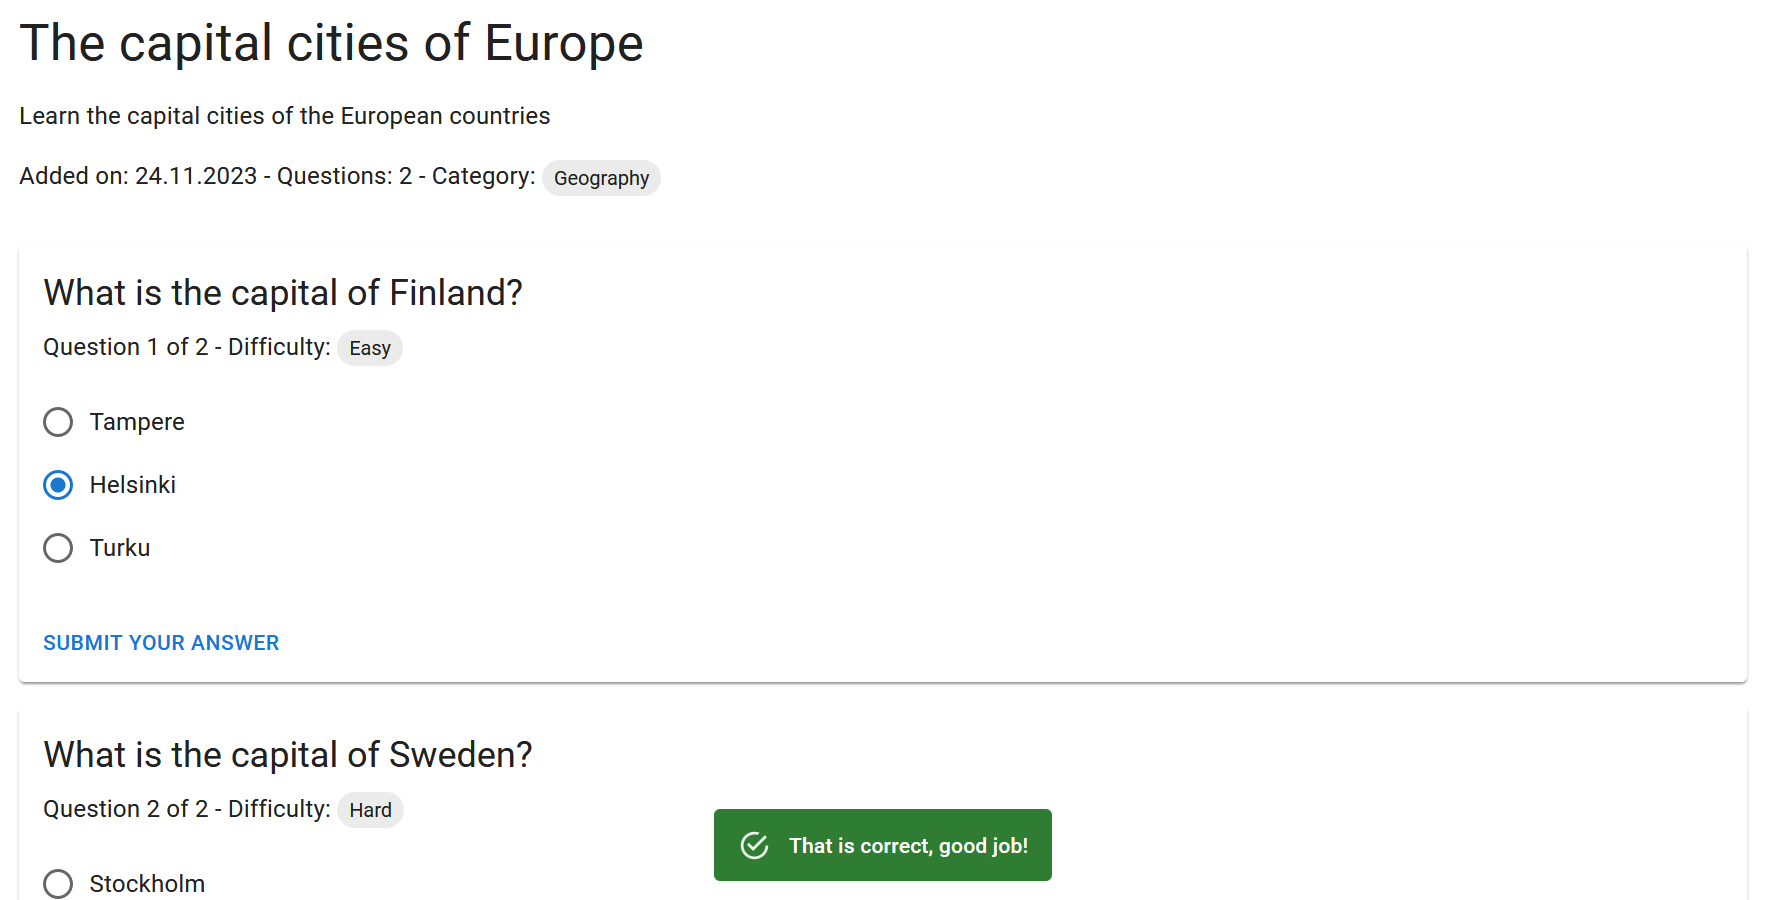 The capital cities of Europe
Learn the capital cities of the European countries
Added on: 24.11.2023 - Questions: 2 - Category: Geography
What is the capital of Finland?
Question 1 of 2 - Difficulty: Easy
Tampere
Helsinki
Turku
SUBMIT YOUR ANSWER
What is the capital of Sweden?
Question 2 of 2 - Difficulty: Hard
That is correct, good job!
Stockholm